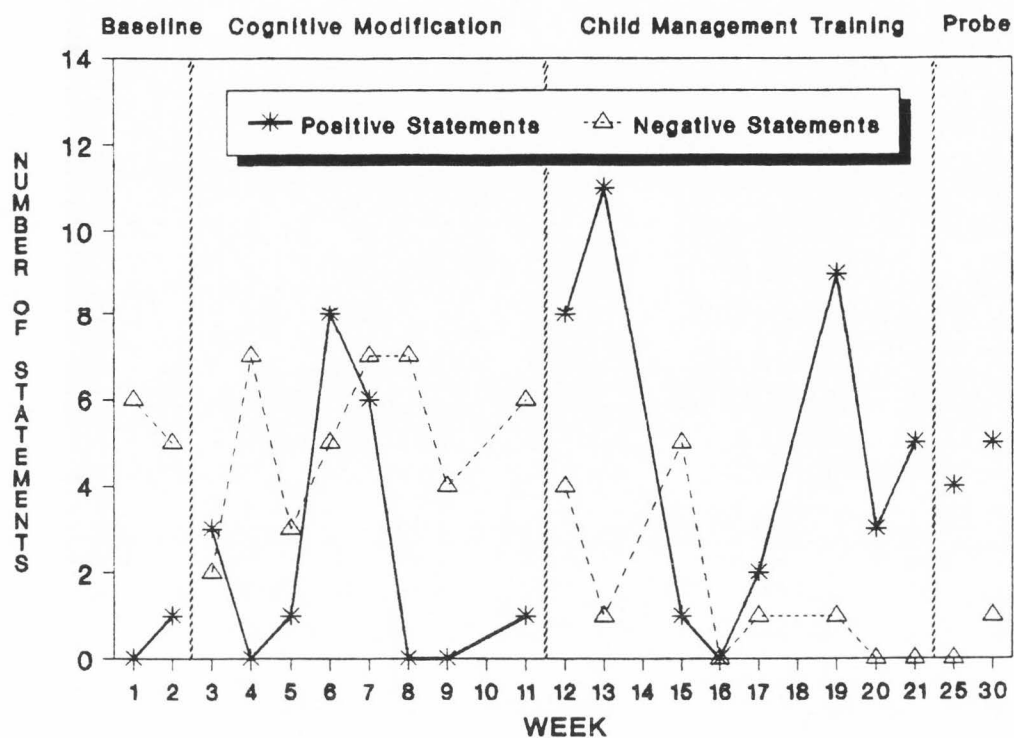 Baseline Cognitive Modification Child Management Training Probe
Positive Statements Negative Statements
NUMBER OF STATEMENTS
14
12
10
8
6
4
2
0
1 2 3 4 5 6 7 8 9 10 11 12 13 15 16 17 18 19 20 21 25 30
WEEK